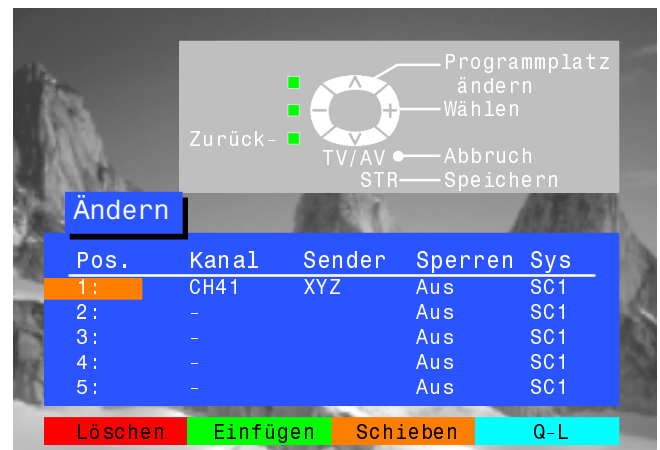 Programmplatz
ändern
Wählen
Zurück-
TV/AV Abbruch
STR Speichern
Ändern
Pos. Kanal Sender Sperren Sys
1: CH41 XYZ Aus SC1
2: - Aus SC1
3: - Aus SC1
4: - Aus SC1
5: - Aus SC1
Löschen Einfügen Schieben Q-L